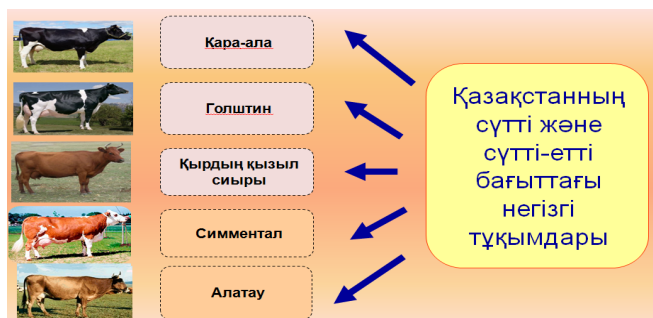 Қара-ала
Голштин
Қырдың қызыл
сиыры
Симментал
Алатау
Қазақстанның
сүтті және
сүтті-етті
бағыттағы
негізгі
тұқымдары